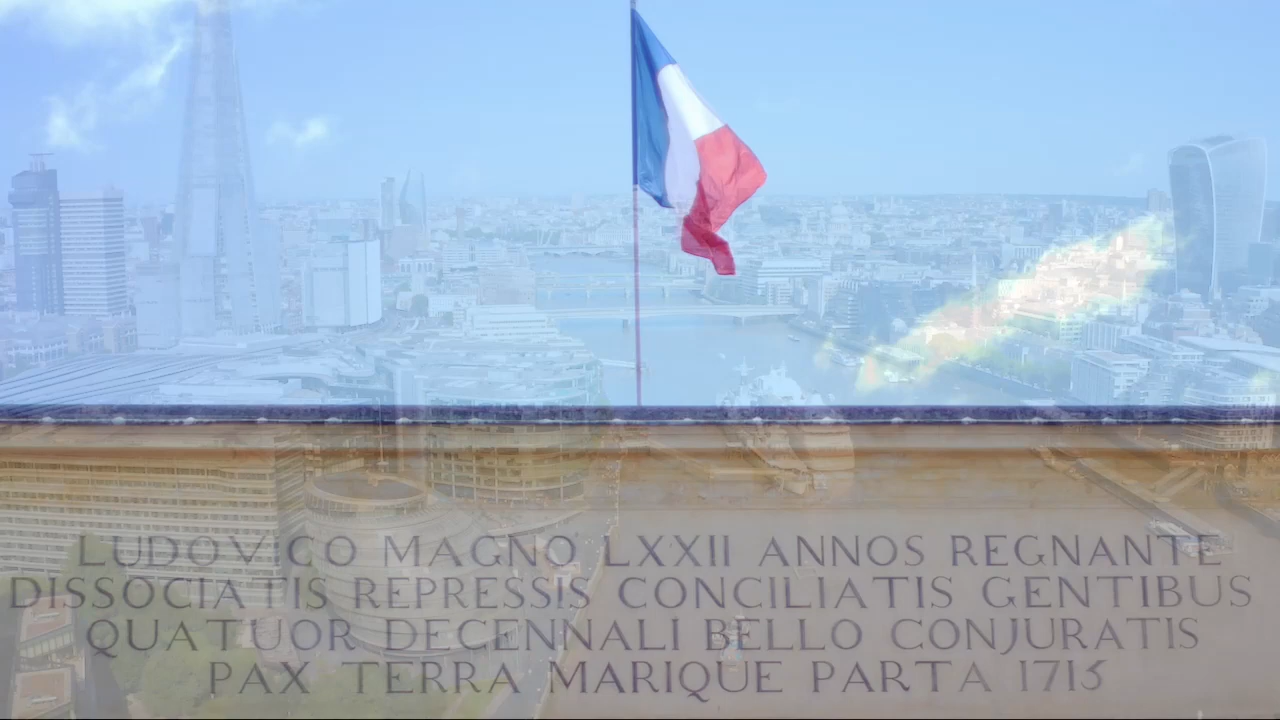 LUDOVICO MAGNO LXXII ANNOS REGNANTE
DISSOCIATIS REPRESSIS CONCILIATIS GENTIBUS
QUATUOR DECENNALI BELLO CONJURATIS
PAX TERRA MARIQUE PARTA 1715